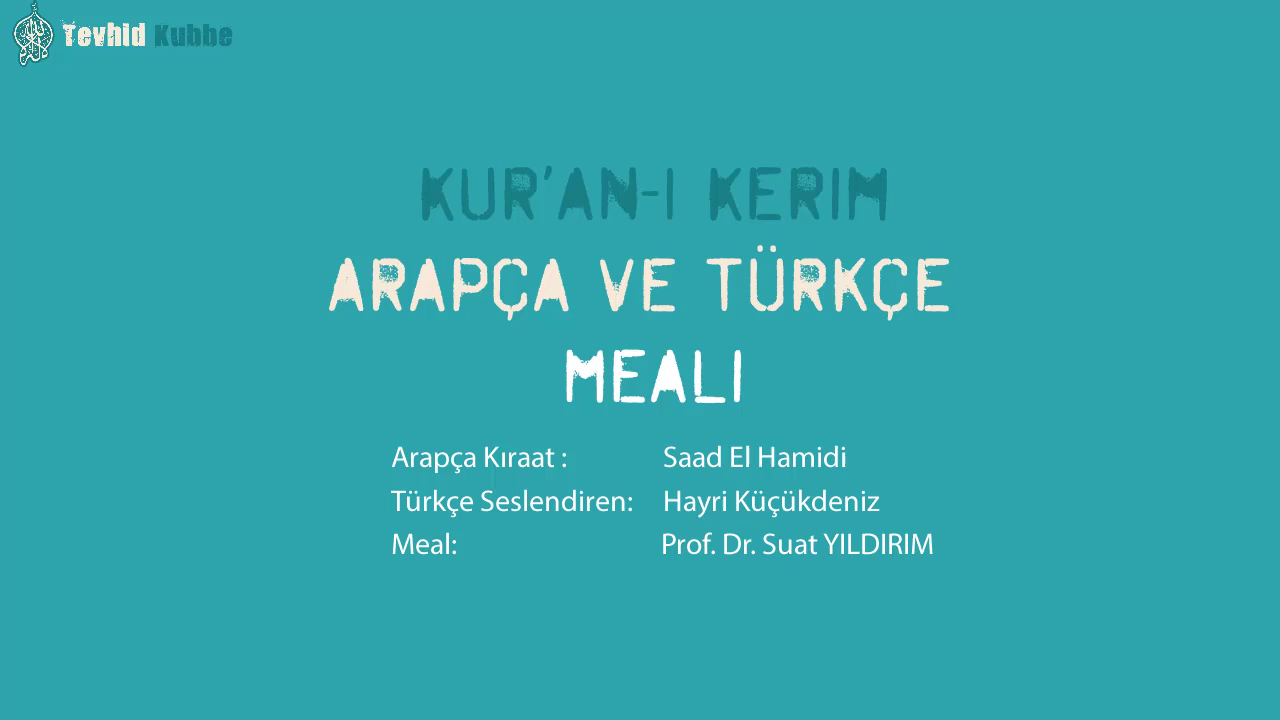 Tevhid Kubbe
KUR'AN-I KERIM
ARAPÇA VE TÜRKÇE
MEALI
Arapça Kıraat : Saad El Hamidi
Türkçe Seslendiren: Hayri Küçükdeniz
Meal: Prof. Dr. Suat YILDIRIM